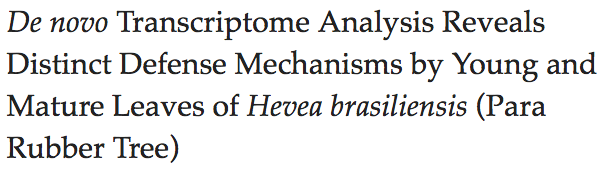 De novo Transcriptome Analysis Reveals
Distinct Defense Mechanisms by Young and
Mature Leaves of Hevea brasiliensis (Para
Rubber Tree)